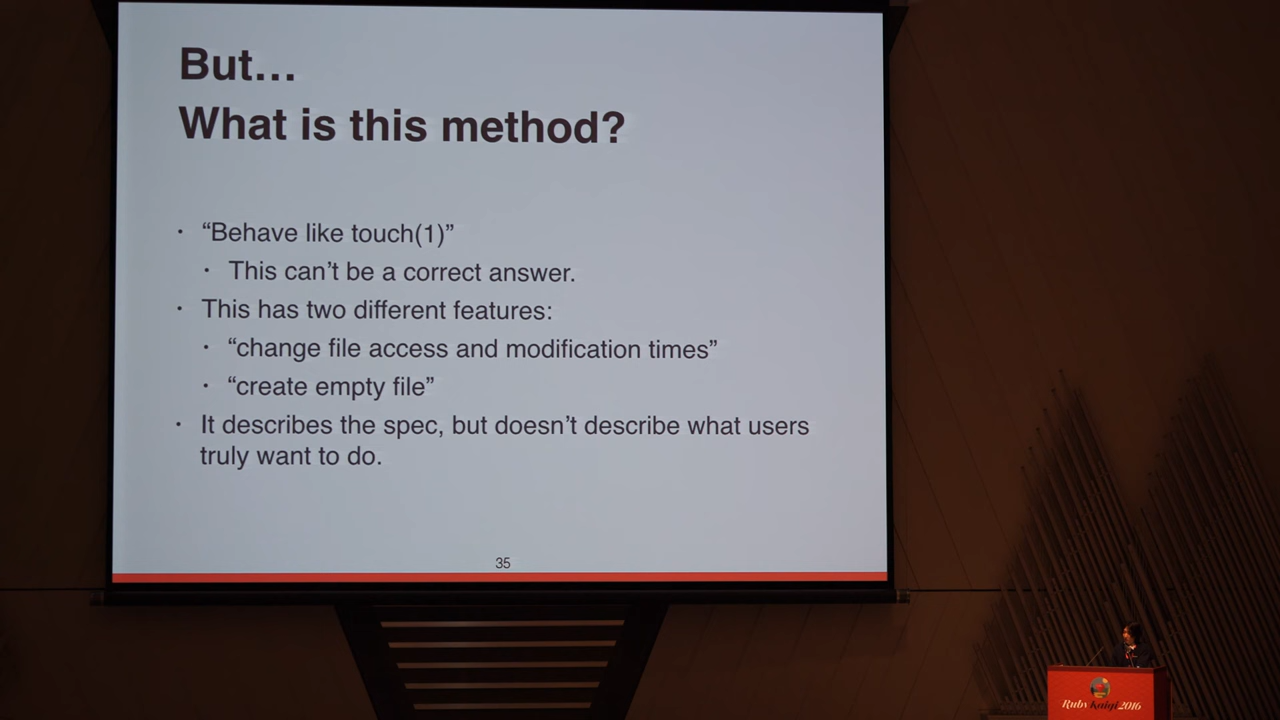 But…
What is this method?
· “Behave like touch(1)”
· This can’t be a correct answer.
· This has two different features:
· “change file access and modification times”
· “create empty file”
· It describes the spec, but doesn’t describe what users
truly want to do.
35
RubyKaigi 2016